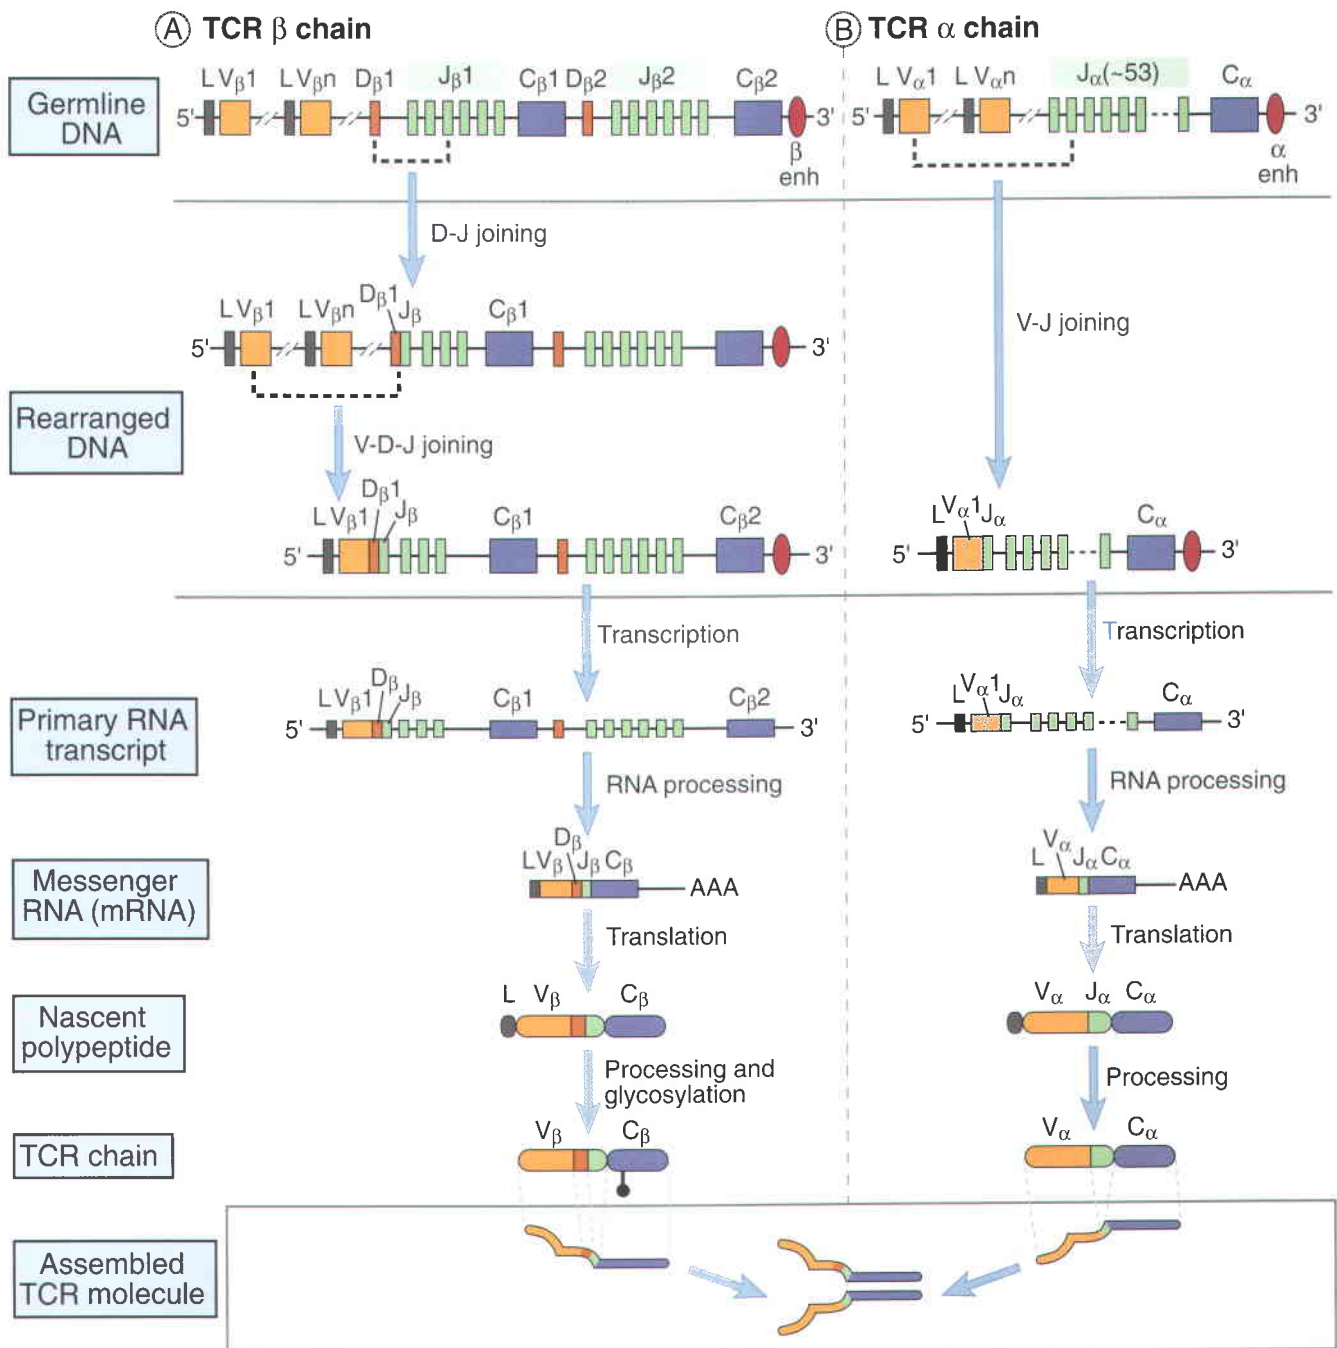 A TCR β chain
B TCR α chain
Germline DNA
L Vβ1 L Vβn Dβ1 Jβ1 Cβ1 Dβ2 Jβ2 Cβ2
5' 3'
β enh
L Vα1 L Vαn Jα(~53) Cα
5' 3'
α enh
D-J joining
V-J joining
Rearranged DNA
L Vβ1 L Vβn Dβ1 Jβ Cβ1
5' 3'
V-D-J joining
L Vβ1 Dβ1 Jβ Cβ1 Cβ2
5' 3'
L Vα1 Jα Cα
5' 3'
Transcription
Transcription
Primary RNA transcript
L Vβ1 Dβ Jβ Cβ1 Cβ2
5' 3'
L Vα1 Jα Cα
5' 3'
RNA processing
RNA processing
Messenger RNA (mRNA)
L Vβ Dβ Jβ Cβ
AAA
L Vα Jα Cα
AAA
Translation
Translation
Nascent polypeptide
L Vβ Cβ
Vα Jα Cα
Processing and glycosylation
Processing
TCR chain
Vβ Cβ
Vα Cα
Assembled TCR molecule